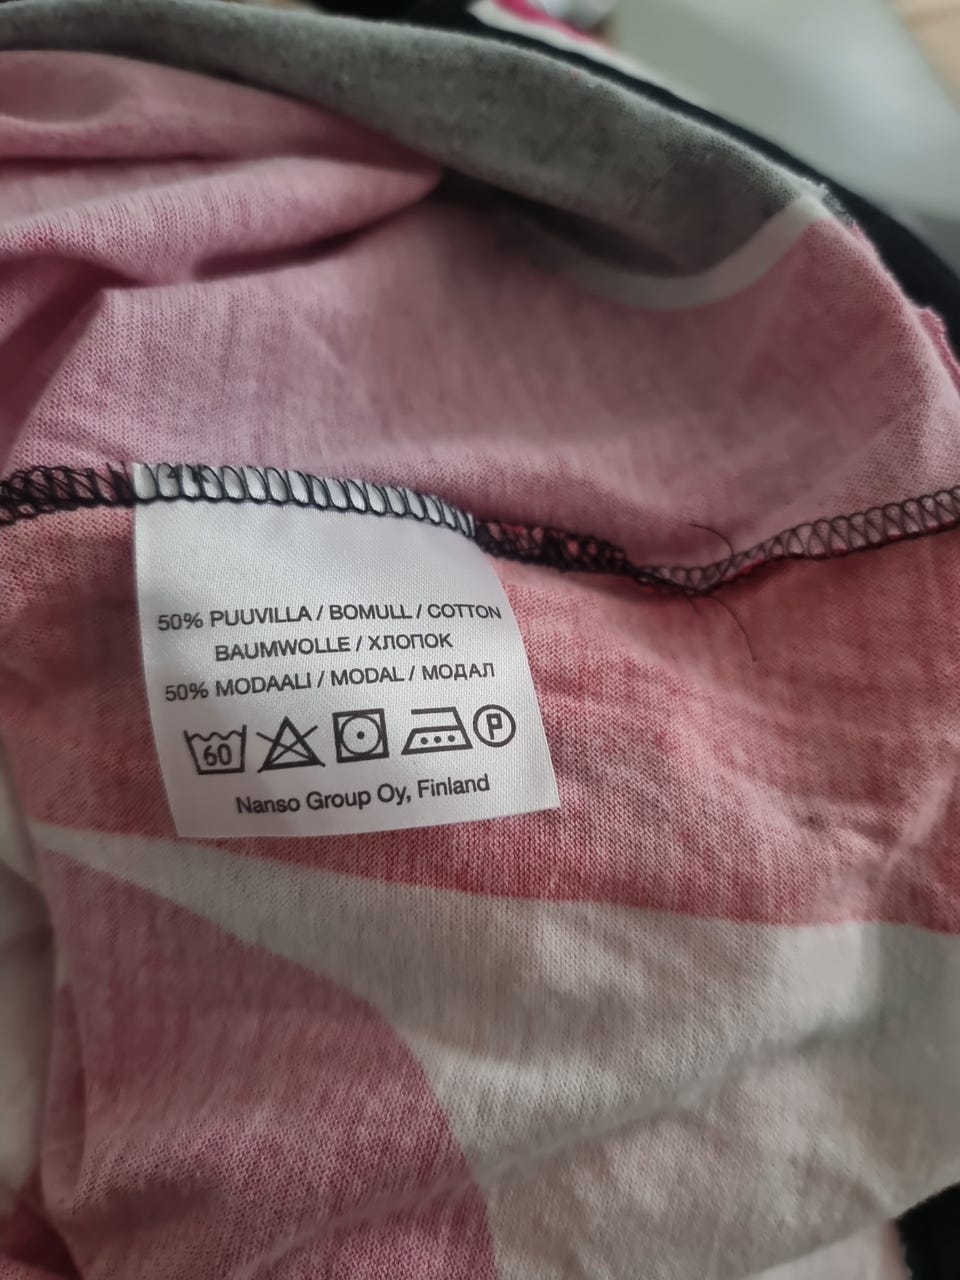 50% PUUVILLA / BOMULL / COTTON
BAUMWOLLE / ХЛОПОК
50% MODAALI / MODAL / МОДАЛ
60 P
Nanso Group Oy, Finland